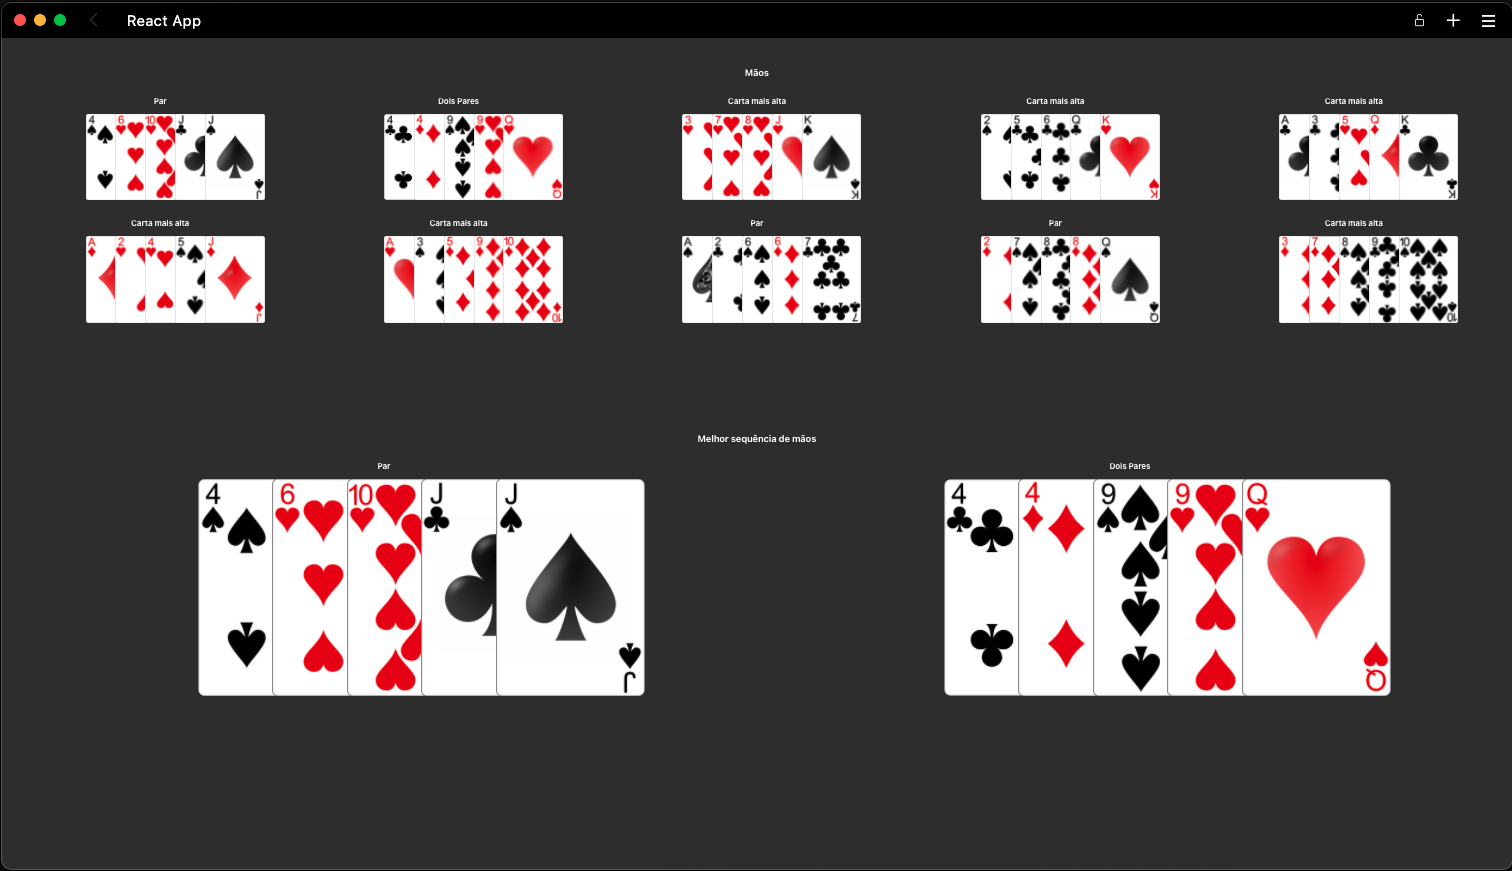 React App
Mãos
Par
Dois Pares
Carta mais alta
Carta mais alta
Carta mais alta
4 6 10 J J J
4 4 9 9 Q Q
3 7 8 J K K
2 5 6 Q K K
A 3 5 Q K K
Carta mais alta
Carta mais alta
Par
Par
Carta mais alta
A 2 4 5 J J
A 3 5 9 10 10
A 2 6 6 7 7
2 7 8 8 Q Q
3 7 8 9 10 10
Melhor sequência de mãos
Par
Dois Pares
4 6 10 J J J
4 4 9 9 Q Q